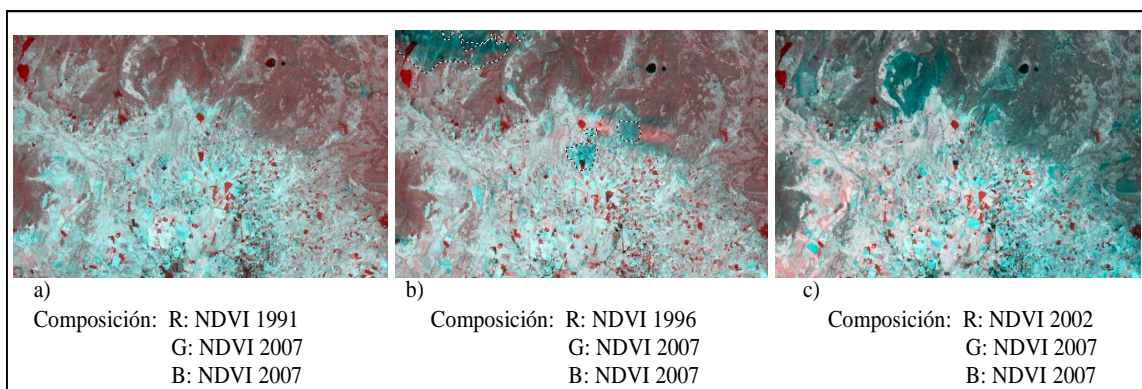 a)
Composición: R: NDVI 1991
G: NDVI 2007
B: NDVI 2007
b)
Composición: R: NDVI 1996
G: NDVI 2007
B: NDVI 2007
c)
Composición: R: NDVI 2002
G: NDVI 2007
B: NDVI 2007